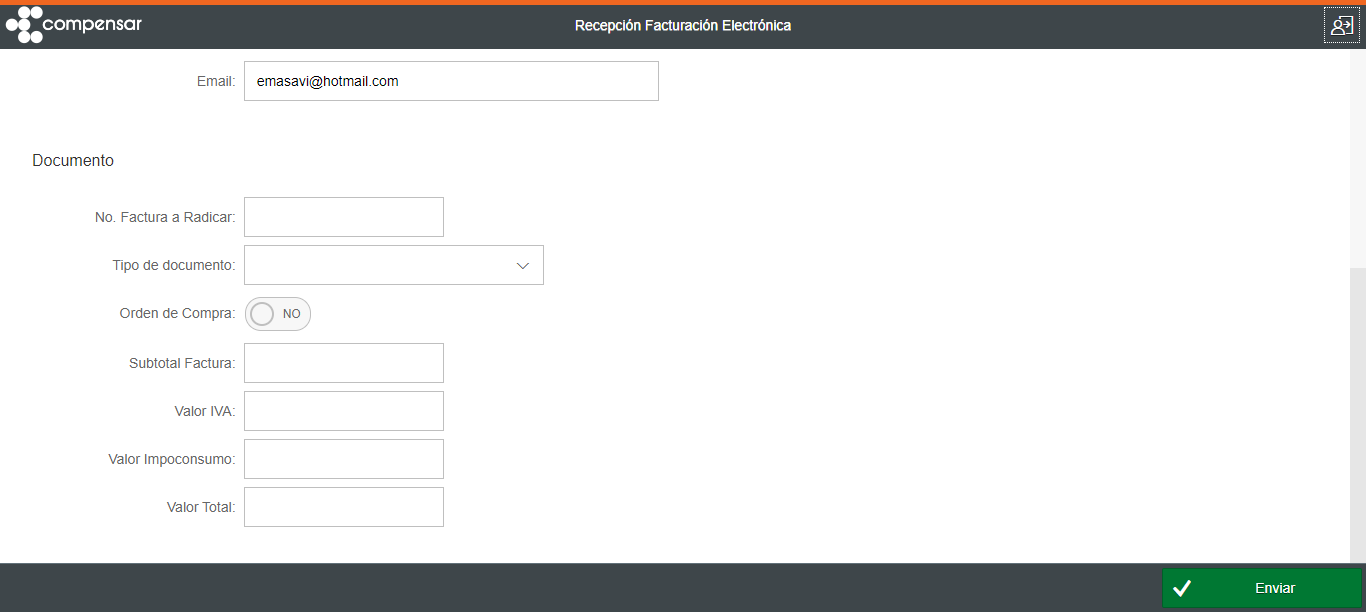 compensar
Recepción Facturación Electrónica
Email: emasavi@hotmail.com
Documento
No. Factura a Radicar:
Tipo de documento:
Orden de Compra: NO
Subtotal Factura:
Valor IVA:
Valor Impoconsumo:
Valor Total:
Enviar